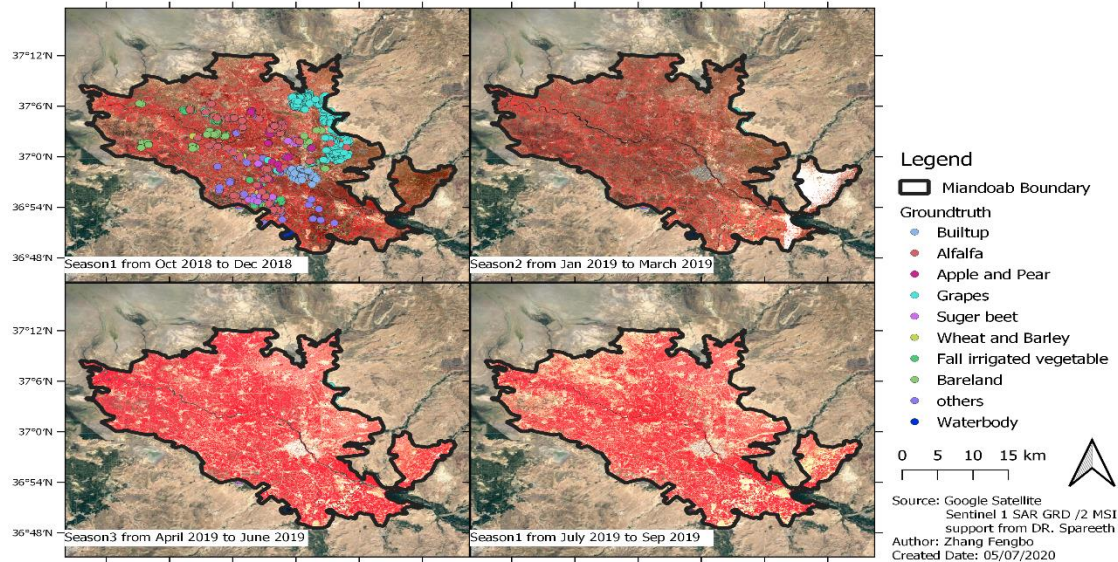 37°12'N
37°6'N
37°0'N
36°54'N
36°48'N
Season1 from Oct 2018 to Dec 2018
Season2 from Jan 2019 to March 2019
37°12'N
37°6'N
37°0'N
36°54'N
36°48'N
Season3 from April 2019 to June 2019
Season1 from July 2019 to Sep 2019
Legend
Miandoab Boundary
Groundtruth
Builtup
Alfalfa
Apple and Pear
Grapes
Suger beet
Wheat and Barley
Fall irrigated vegetable
Bareland
others
Waterbody
0 5 10 15 km
Source: Google Satellite
Sentinel 1 SAR GRD /2 MSI
support from DR. Spareeth
Author: Zhang Fengbo
Created Date: 05/07/2020